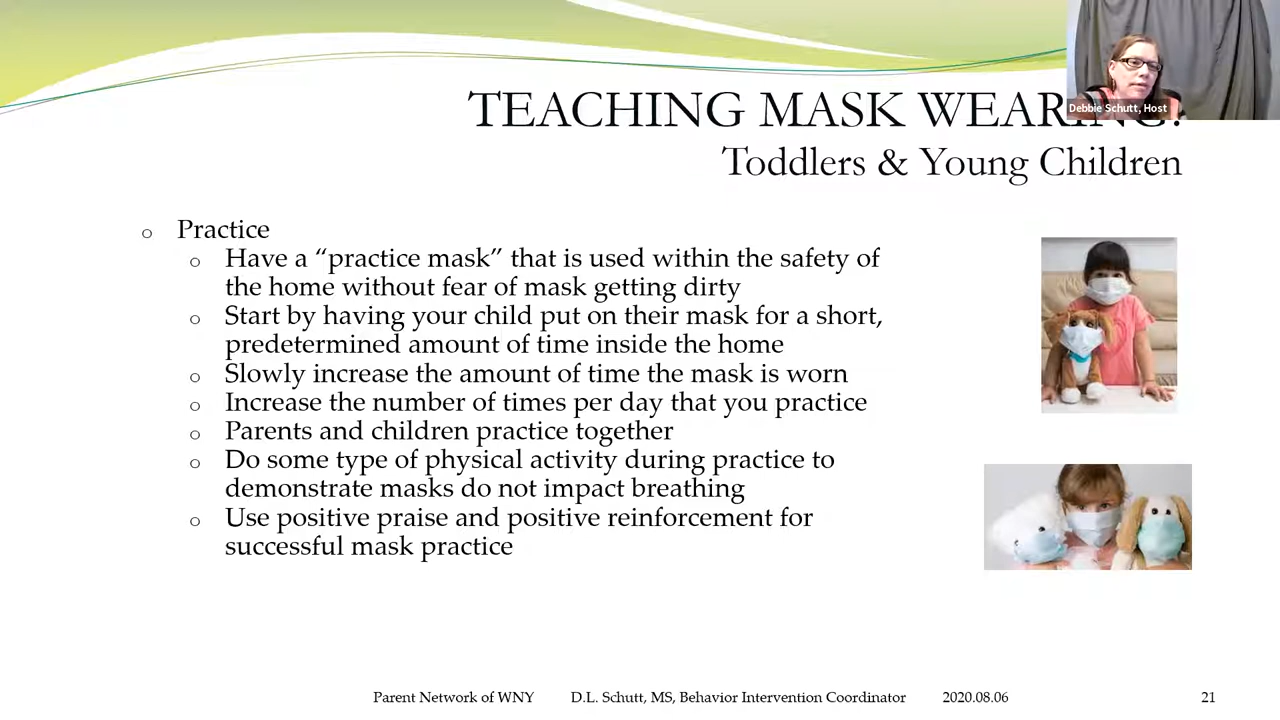 Debbie Schutt, Host
TEACHING MASK WEARING:
Toddlers & Young Children
o Practice
o Have a “practice mask” that is used within the safety of
the home without fear of mask getting dirty
o Start by having your child put on their mask for a short,
predetermined amount of time inside the home
o Slowly increase the amount of time the mask is worn
o Increase the number of times per day that you practice
o Parents and children practice together
o Do some type of physical activity during practice to
demonstrate masks do not impact breathing
o Use positive praise and positive reinforcement for
successful mask practice
Parent Network of WNY D.L. Schutt, MS, Behavior Intervention Coordinator 2020.08.06 21